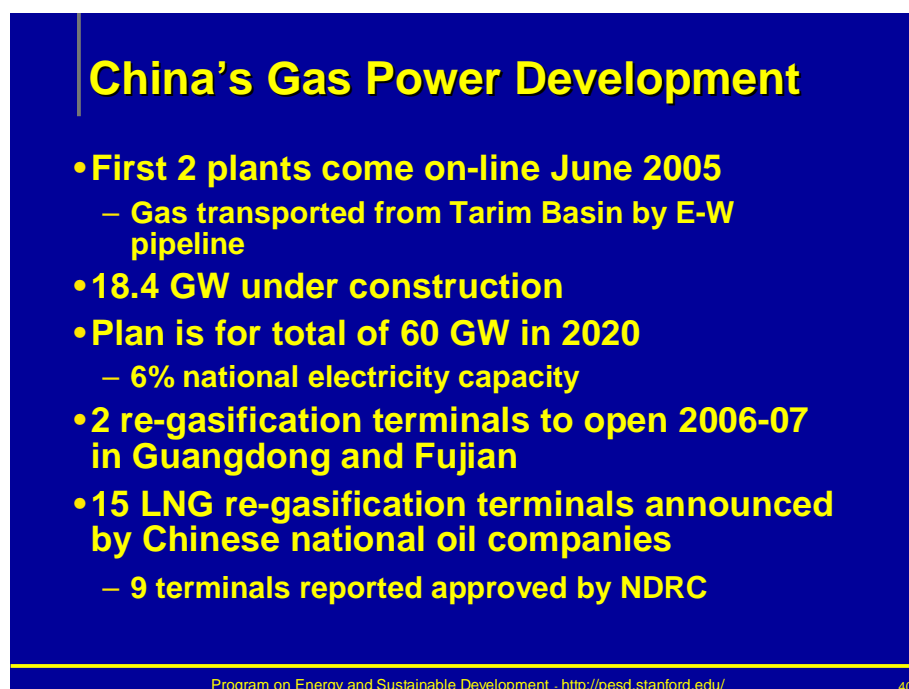 China's Gas Power Development
•First 2 plants come on-line June 2005
– Gas transported from Tarim Basin by E-W
pipeline
•18.4 GW under construction
•Plan is for total of 60 GW in 2020
– 6% national electricity capacity
•2 re-gasification terminals to open 2006-07
in Guangdong and Fujian
•15 LNG re-gasification terminals announced
by Chinese national oil companies
– 9 terminals reported approved by NDRC
Program on Energy and Sustainable Development - http://pesd.stanford.edu/